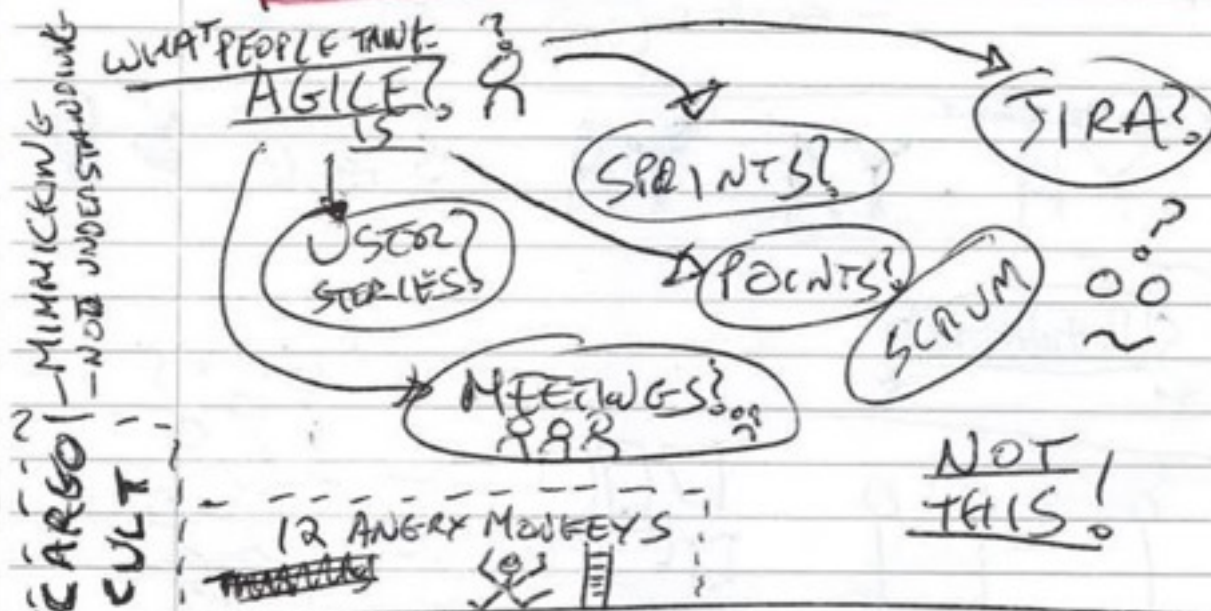 WHAT PEOPLE THINK
AGILE?
IS
JIRA?
SPRINTS?
USER
STORIES?
POINTS?
SCRUM
MEETINGS?
NOT
THIS!
12 ANGRY MONKEYS
CARGO
CULT
-MIMMICKING
-NOT UNDERSTANDING